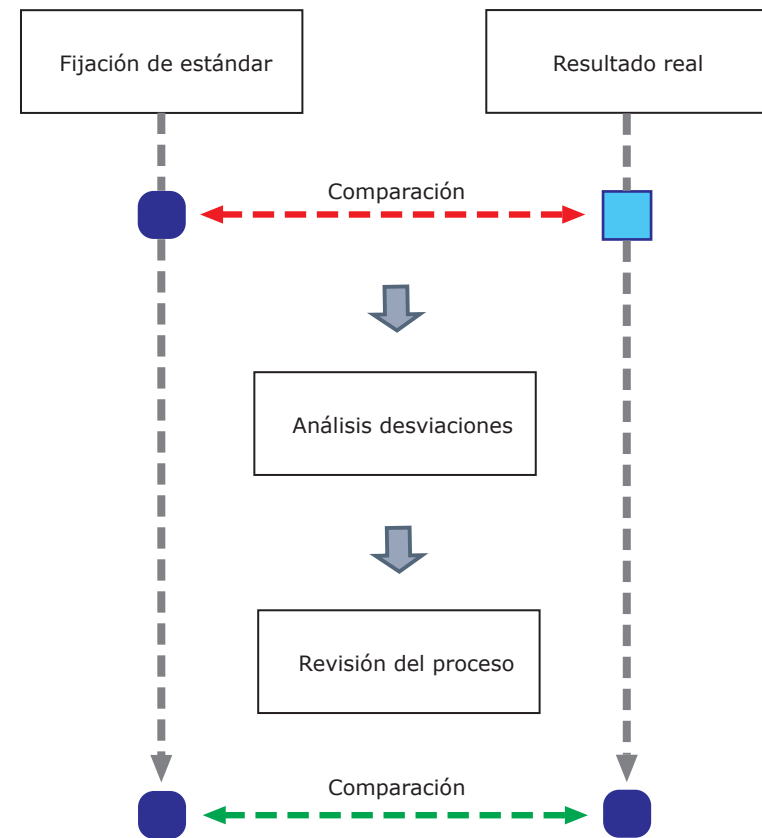 Fijación de estándar
Resultado real
Comparación
Análisis desviaciones
Revisión del proceso
Comparación